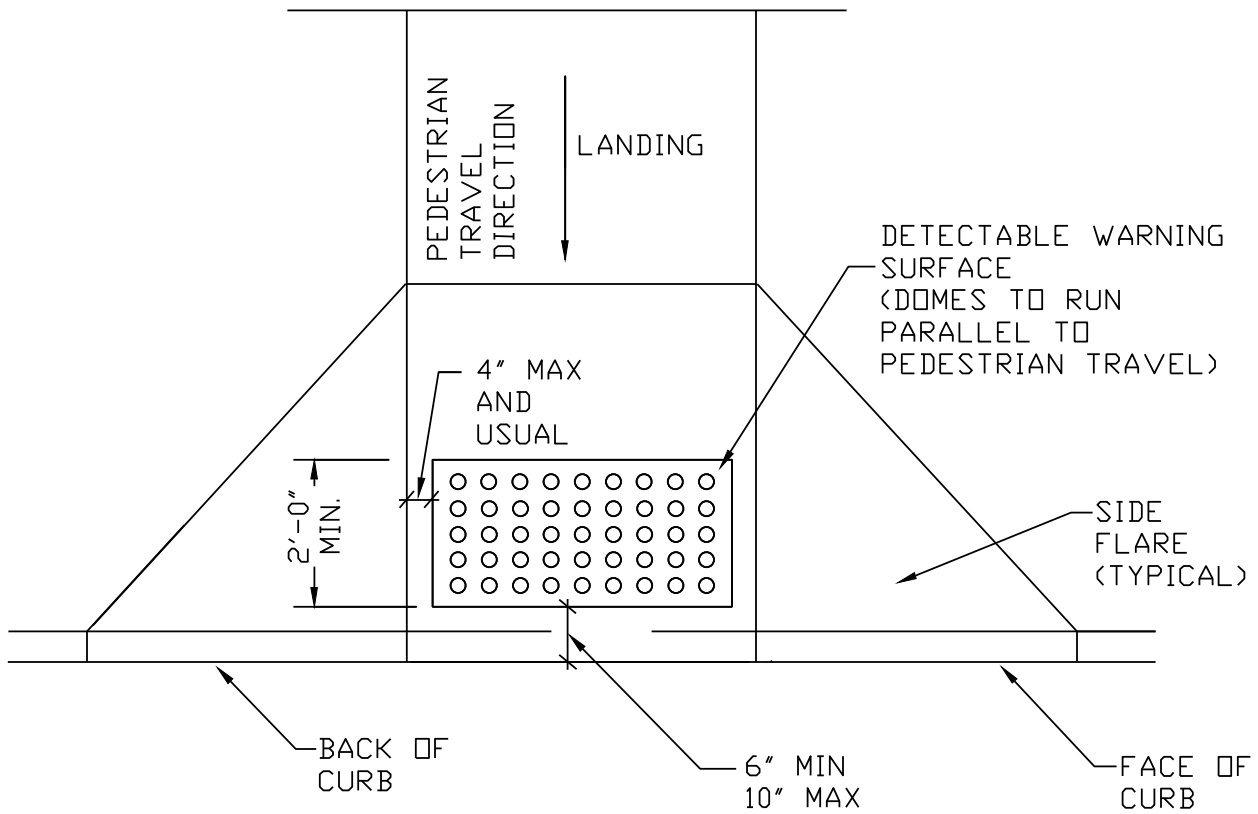 PEDESTRIAN
TRAVEL
DIRECTION
LANDING
DETECTABLE WARNING
SURFACE
(DOMES TO RUN
PARALLEL TO
PEDESTRIAN TRAVEL)
4" MAX
AND
USUAL
2'-0"
MIN.
SIDE
FLARE
(TYPICAL)
BACK OF
CURB
6" MIN
10" MAX
FACE OF
CURB